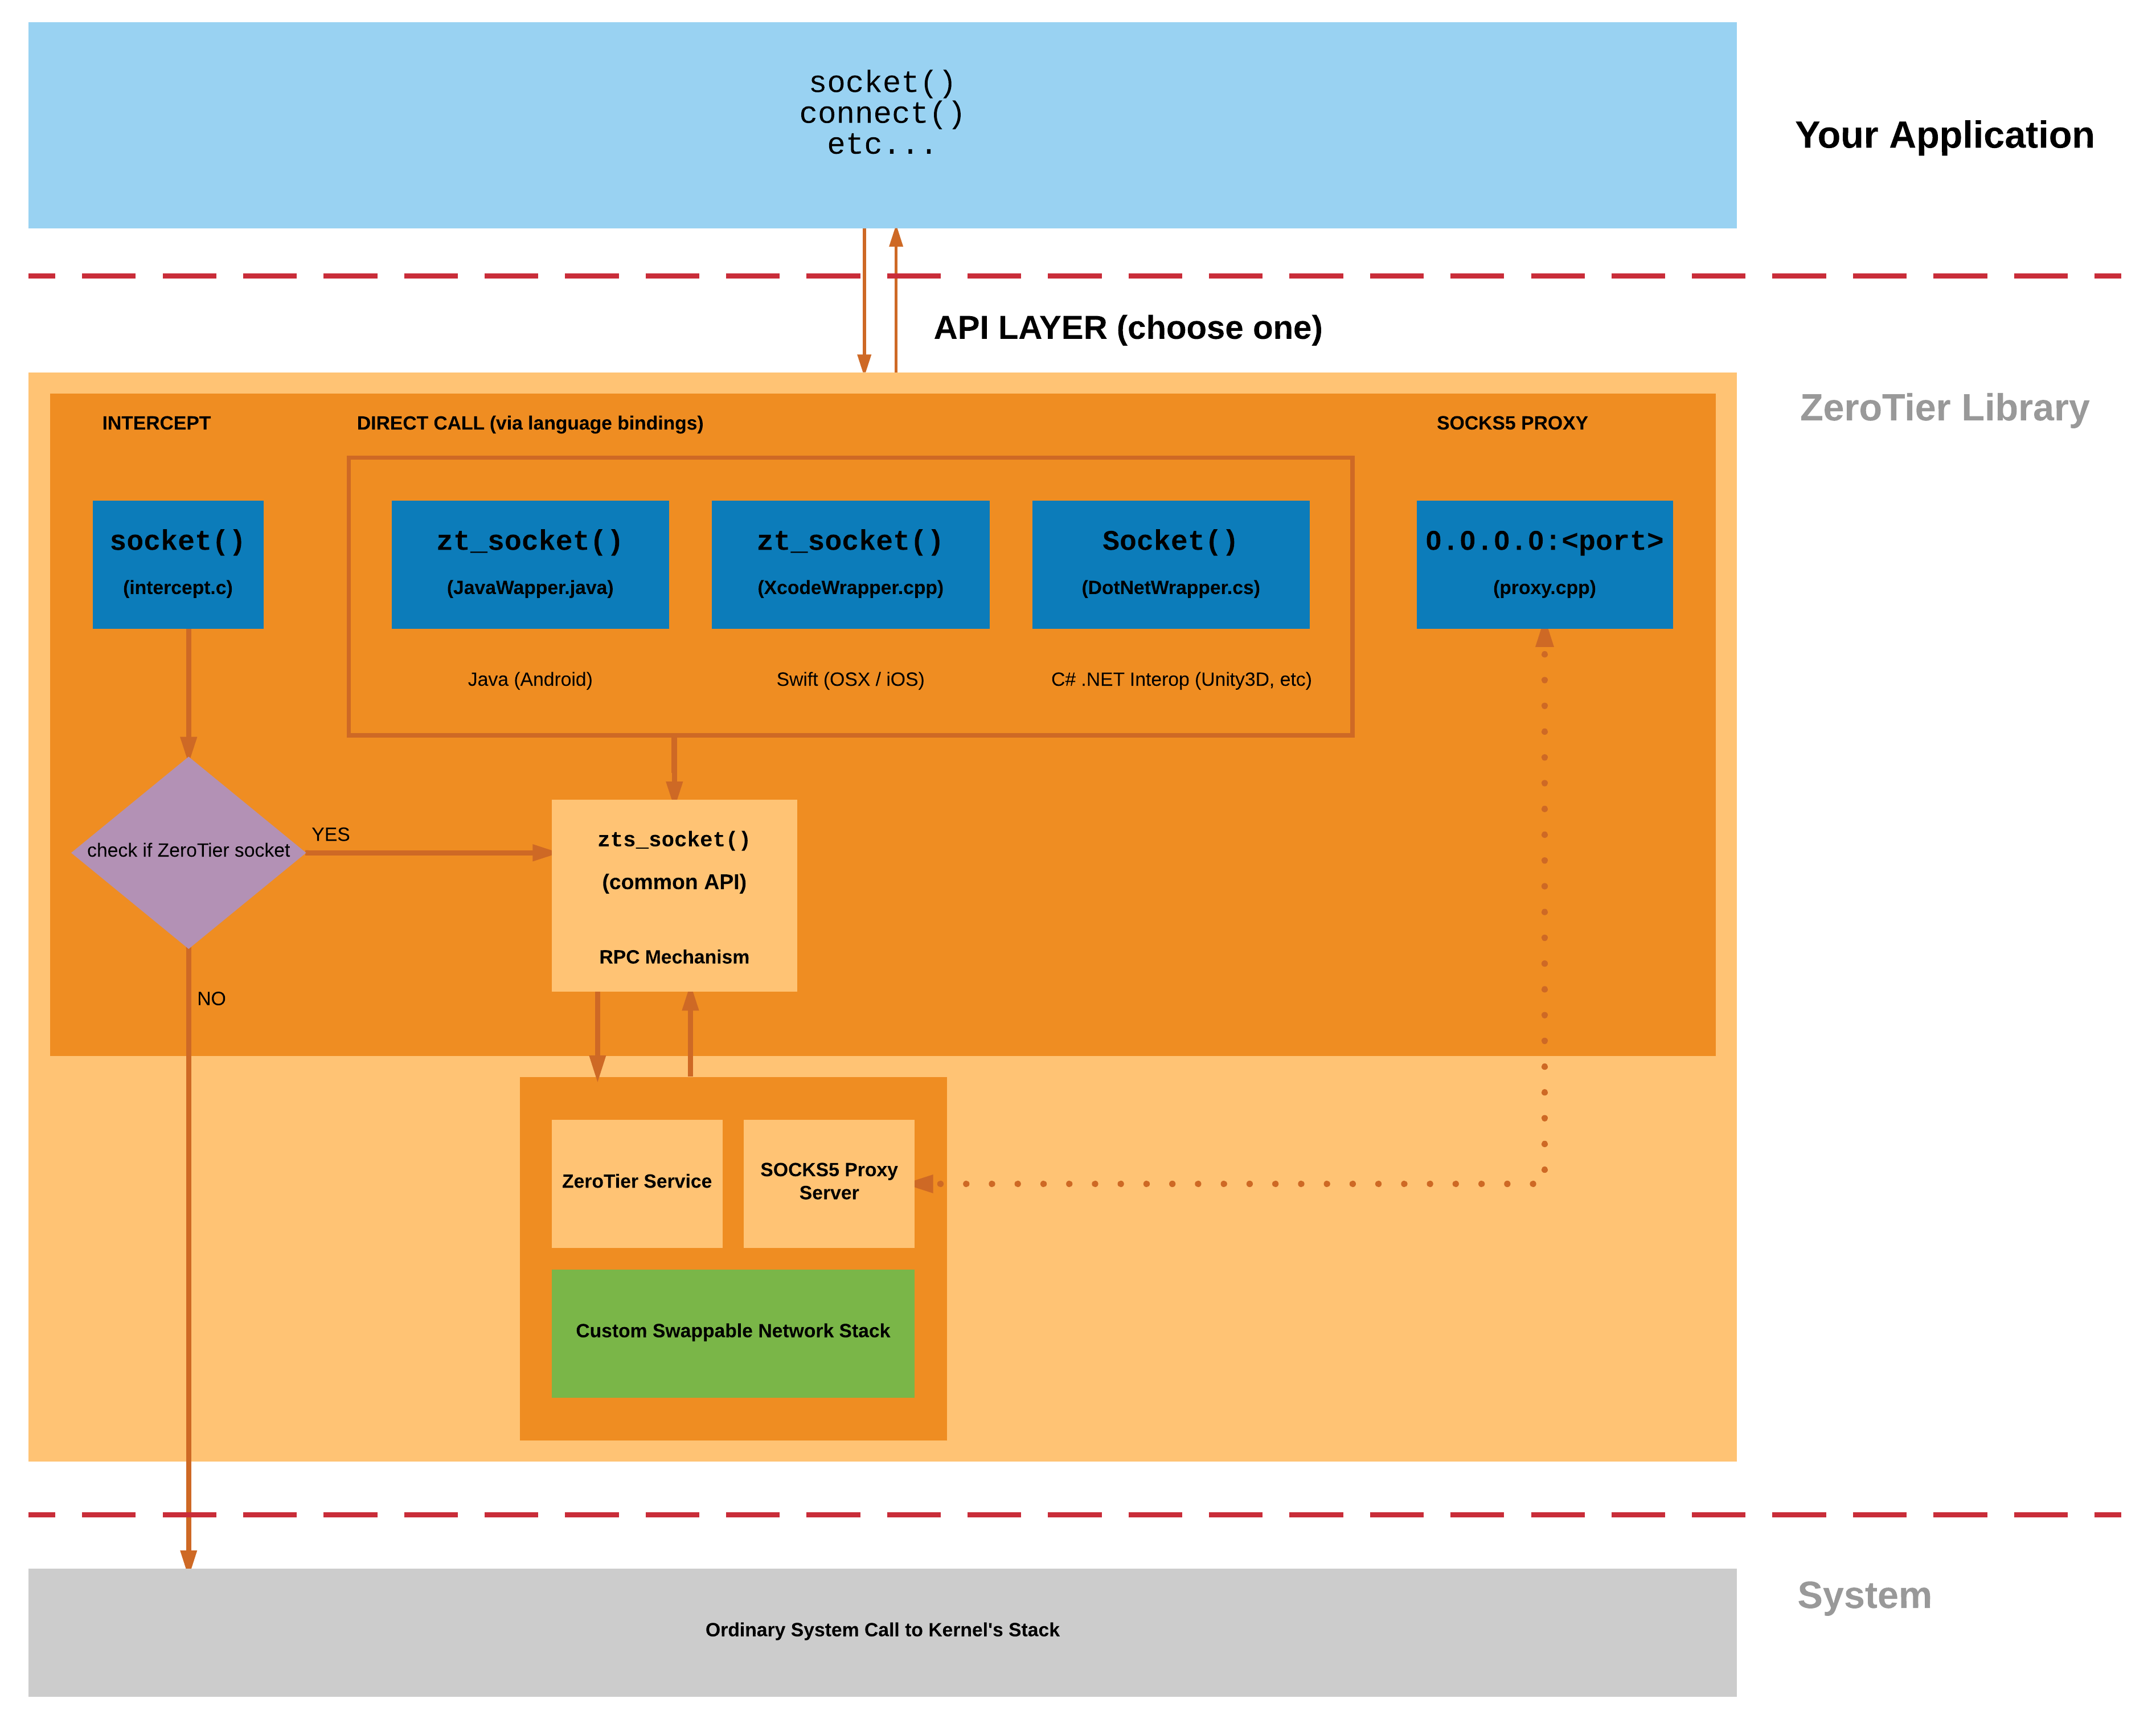 socket()
connect()
etc...
Your Application
API LAYER (choose one)
ZeroTier Library
INTERCEPT
DIRECT CALL (via language bindings)
SOCKS5 PROXY
socket()
(intercept.c)
zt_socket()
(JavaWapper.java)
zt_socket()
(XcodeWrapper.cpp)
Socket()
(DotNetWrapper.cs)
0.0.0.0:<port>
(proxy.cpp)
Java (Android)
Swift (OSX / iOS)
C# .NET Interop (Unity3D, etc)
check if ZeroTier socket
YES
zts_socket()
(common API)
RPC Mechanism
NO
ZeroTier Service
SOCKS5 Proxy
Server
Custom Swappable Network Stack
System
Ordinary System Call to Kernel's Stack